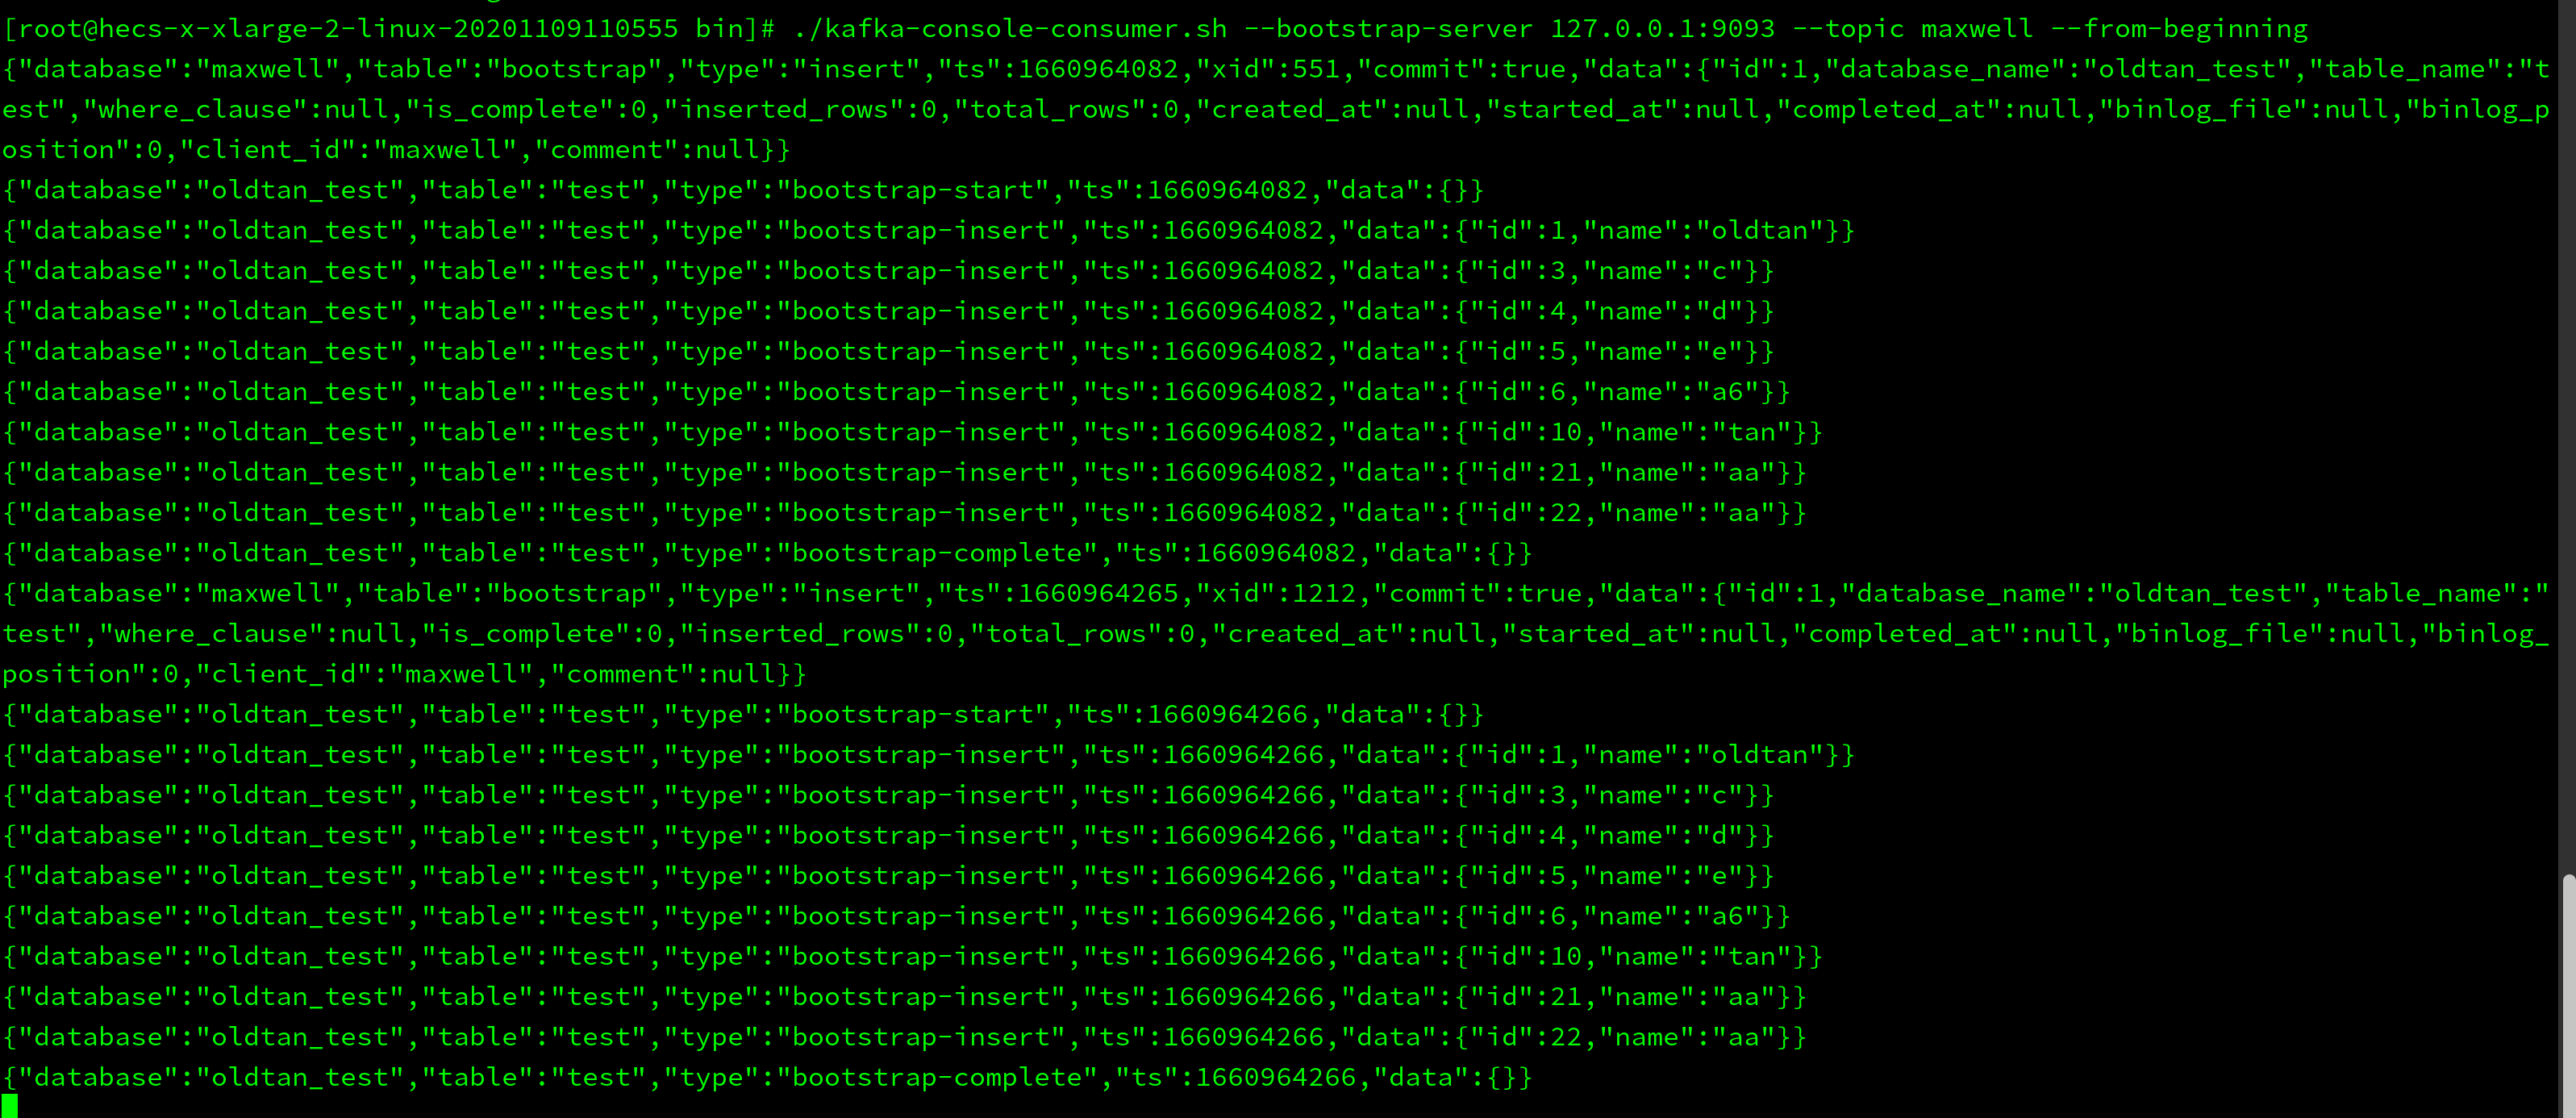 [root@hecs-x-xlarge-2-linux-20201109110555 bin]# ./kafka-console-consumer.sh --bootstrap-server 127.0.0.1:9093 --topic maxwell --from-beginning
{"database":"maxwell","table":"bootstrap","type":"insert","ts":1660964082,"xid":551,"commit":true,"data":{"id":1,"database_name":"oldtan_test","table_name":"t
est","where_clause":null,"is_complete":0,"inserted_rows":0,"total_rows":0,"created_at":null,"started_at":null,"completed_at":null,"binlog_file":null,"binlog_p
osition":0,"client_id":"maxwell","comment":null}}
{"database":"oldtan_test","table":"test","type":"bootstrap-start","ts":1660964082,"data":{}}
{"database":"oldtan_test","table":"test","type":"bootstrap-insert","ts":1660964082,"data":{"id":1,"name":"oldtan"}}
{"database":"oldtan_test","table":"test","type":"bootstrap-insert","ts":1660964082,"data":{"id":3,"name":"c"}}
{"database":"oldtan_test","table":"test","type":"bootstrap-insert","ts":1660964082,"data":{"id":4,"name":"d"}}
{"database":"oldtan_test","table":"test","type":"bootstrap-insert","ts":1660964082,"data":{"id":5,"name":"e"}}
{"database":"oldtan_test","table":"test","type":"bootstrap-insert","ts":1660964082,"data":{"id":6,"name":"a6"}}
{"database":"oldtan_test","table":"test","type":"bootstrap-insert","ts":1660964082,"data":{"id":10,"name":"tan"}}
{"database":"oldtan_test","table":"test","type":"bootstrap-insert","ts":1660964082,"data":{"id":21,"name":"aa"}}
{"database":"oldtan_test","table":"test","type":"bootstrap-insert","ts":1660964082,"data":{"id":22,"name":"aa"}}
{"database":"oldtan_test","table":"test","type":"bootstrap-complete","ts":1660964082,"data":{}}
{"database":"maxwell","table":"bootstrap","type":"insert","ts":1660964265,"xid":1212,"commit":true,"data":{"id":1,"database_name":"oldtan_test","table_name":"
test","where_clause":null,"is_complete":0,"inserted_rows":0,"total_rows":0,"created_at":null,"started_at":null,"completed_at":null,"binlog_file":null,"binlog_
position":0,"client_id":"maxwell","comment":null}}
{"database":"oldtan_test","table":"test","type":"bootstrap-start","ts":1660964266,"data":{}}
{"database":"oldtan_test","table":"test","type":"bootstrap-insert","ts":1660964266,"data":{"id":1,"name":"oldtan"}}
{"database":"oldtan_test","table":"test","type":"bootstrap-insert","ts":1660964266,"data":{"id":3,"name":"c"}}
{"database":"oldtan_test","table":"test","type":"bootstrap-insert","ts":1660964266,"data":{"id":4,"name":"d"}}
{"database":"oldtan_test","table":"test","type":"bootstrap-insert","ts":1660964266,"data":{"id":5,"name":"e"}}
{"database":"oldtan_test","table":"test","type":"bootstrap-insert","ts":1660964266,"data":{"id":6,"name":"a6"}}
{"database":"oldtan_test","table":"test","type":"bootstrap-insert","ts":1660964266,"data":{"id":10,"name":"tan"}}
{"database":"oldtan_test","table":"test","type":"bootstrap-insert","ts":1660964266,"data":{"id":21,"name":"aa"}}
{"database":"oldtan_test","table":"test","type":"bootstrap-insert","ts":1660964266,"data":{"id":22,"name":"aa"}}
{"database":"oldtan_test","table":"test","type":"bootstrap-complete","ts":1660964266,"data":{}}